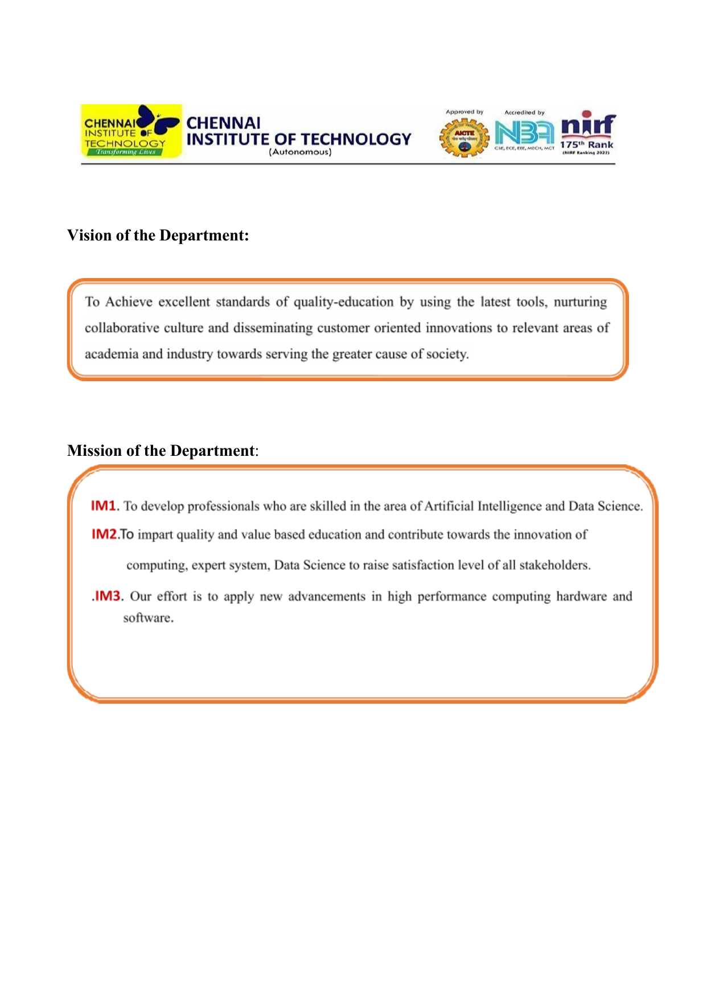 CHENNAI
INSTITUTE OF
TECHNOLOGY
Transforming Lives
CHENNAI
INSTITUTE OF TECHNOLOGY
(Autonomous)
Approved by
AICTE
Accredited by
NBA
CSE, ECE, EEE, MECH, MCT
nirf
175th Rank
(NIRF Ranking 2022)
Vision of the Department:
To Achieve excellent standards of quality-education by using the latest tools, nurturing
collaborative culture and disseminating customer oriented innovations to relevant areas of
academia and industry towards serving the greater cause of society.
Mission of the Department:
IM1. To develop professionals who are skilled in the area of Artificial Intelligence and Data Science.
IM2.To impart quality and value based education and contribute towards the innovation of
computing, expert system, Data Science to raise satisfaction level of all stakeholders.
.IM3. Our effort is to apply new advancements in high performance computing hardware and
software.